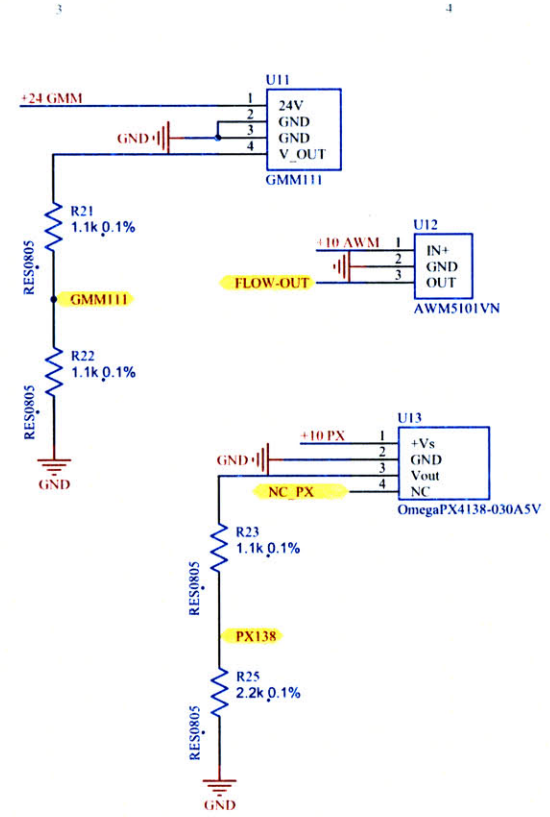 3 4
U11
+24 GMM 1 24V
2 GND
GND 3 GND
4 V_OUT
GMM111
R21
1.1k 0.1%
RES0805
GMM111
R22
1.1k 0.1%
RES0805
GND
U12
+10 AWM 1 IN+
2 GND
FLOW-OUT 3 OUT
AWM5101VN
U13
+10 PX 1 +Vs
GND 2 GND
3 Vout
NC_PX 4 NC
OmegaPX4138-030A5V
R23
1.1k 0.1%
RES0805
PX138
R25
2.2k 0.1%
RES0805
GND